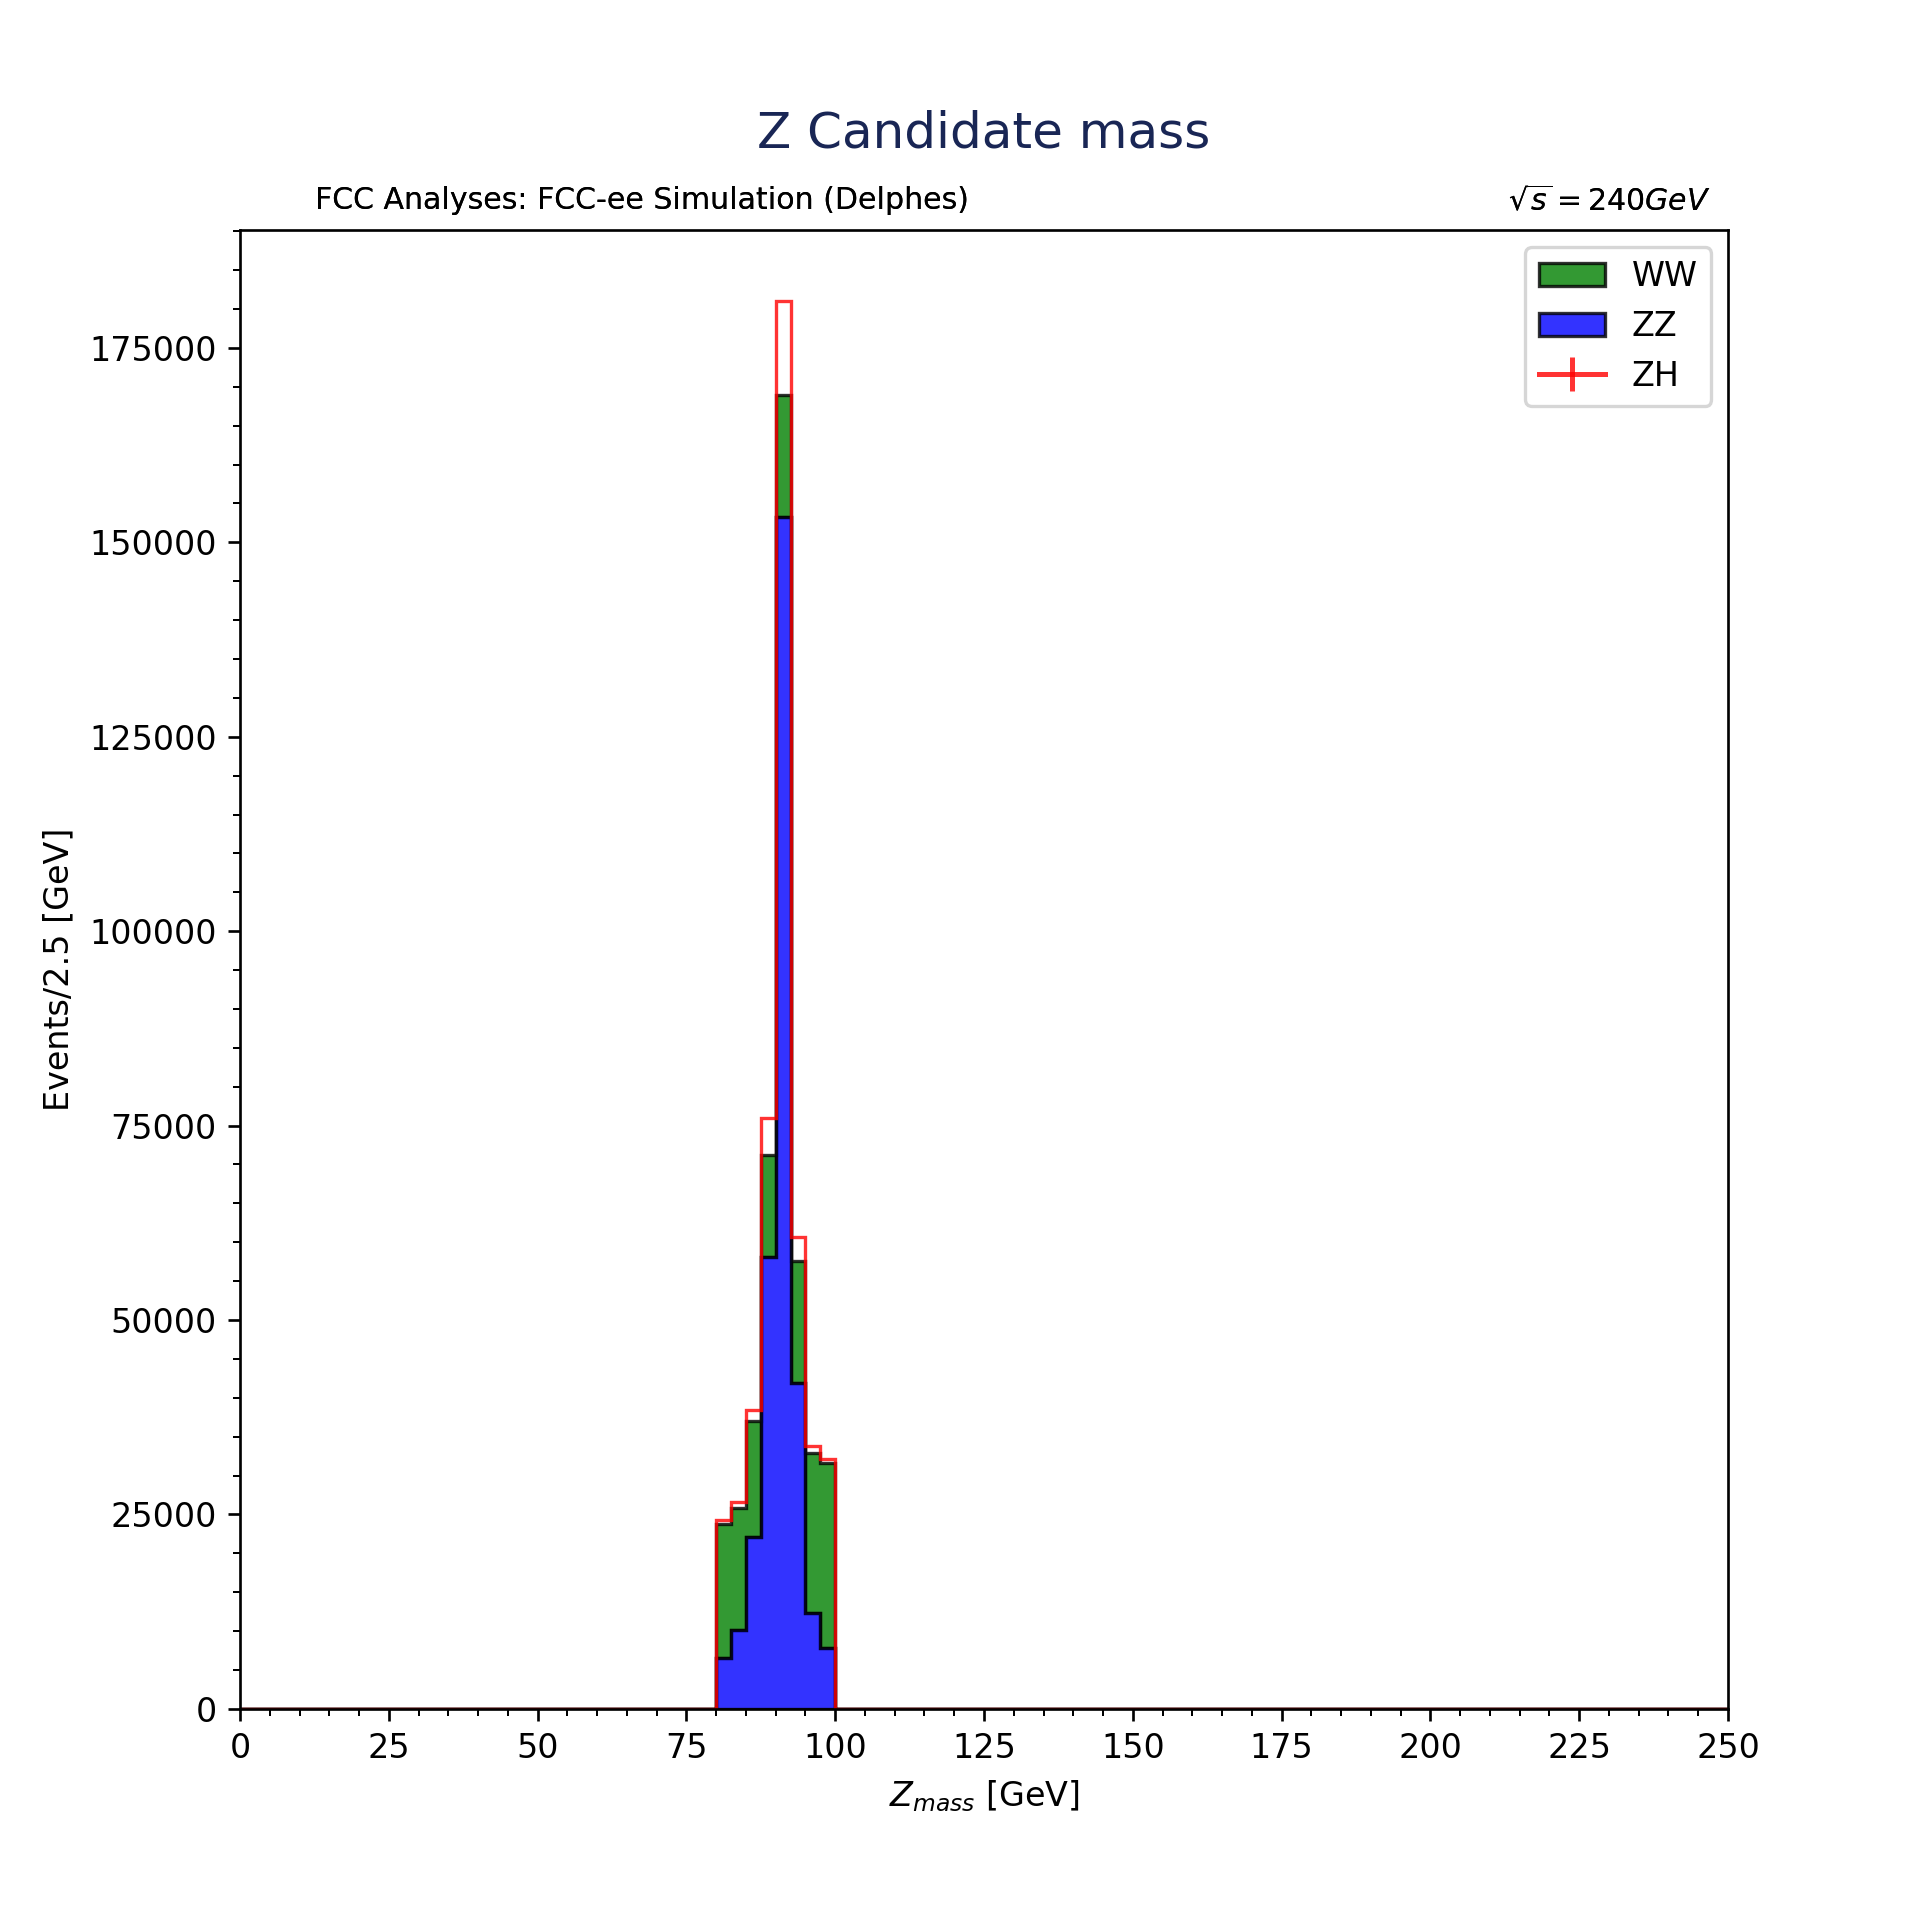 Z Candidate mass
FCC Analyses: FCC-ee Simulation (Delphes)
√s = 240GeV
WW
ZZ
ZH
175000
150000
125000
100000
75000
50000
25000
0
Events/2.5 [GeV]
0 25 50 75 100 125 150 175 200 225 250
Z_mass [GeV]